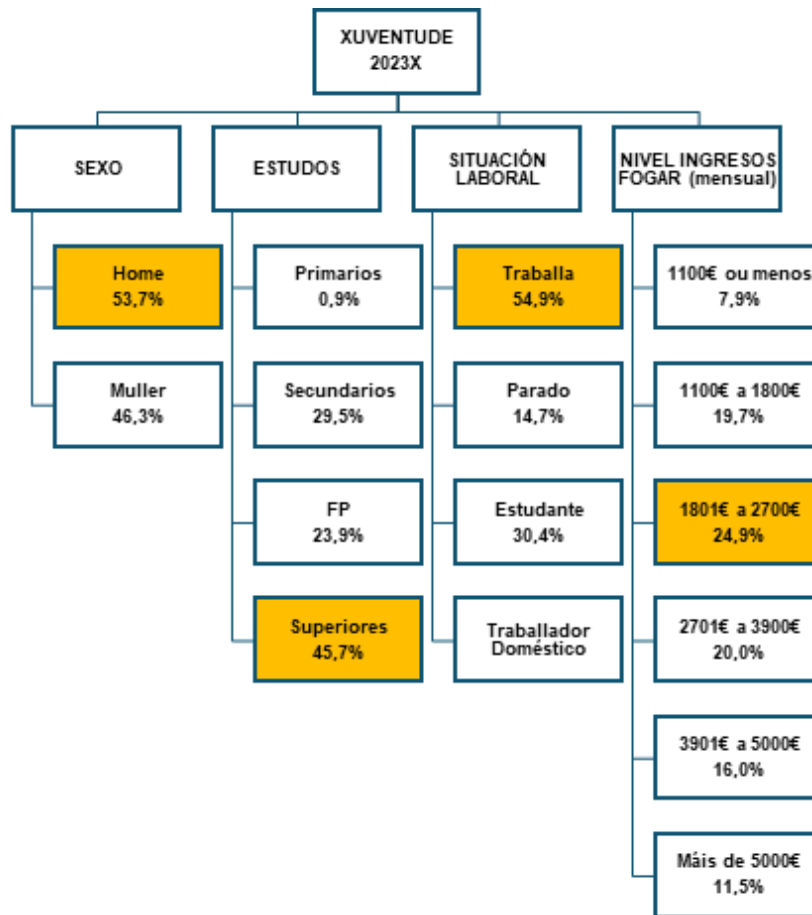 XUVENTUDE
2023X
SEXO
ESTUDOS
SITUACIÓN
LABORAL
NIVEL INGRESOS
FOGAR (mensual)
Home
53,7%
Muller
46,3%
Primarios
0,9%
Secundarios
29,5%
FP
23,9%
Superiores
45,7%
Traballa
54,9%
Parado
14,7%
Estudante
30,4%
Traballador
Doméstico
1100€ ou menos
7,9%
1100€ a 1800€
19,7%
1801€ a 2700€
24,9%
2701€ a 3900€
20,0%
3901€ a 5000€
16,0%
Máis de 5000€
11,5%